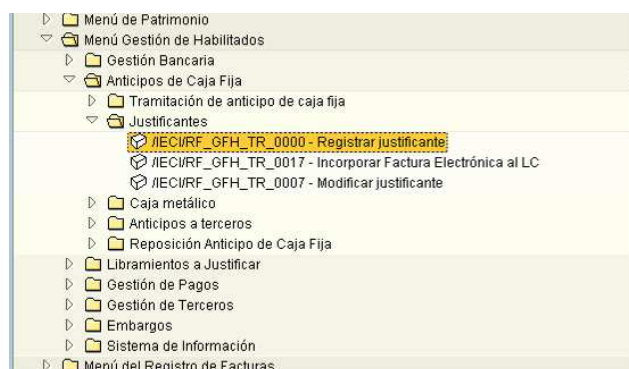 Menú de Patrimonio
Menú Gestión de Habilitados
Gestión Bancaria
Anticipos de Caja Fija
Tramitación de anticipo de caja fija
Justificantes
/IECI/RF_GFH_TR_0000 - Registrar justificante
/IECI/RF_GFH_TR_0017 - Incorporar Factura Electrónica al LC
/IECI/RF_GFH_TR_0007 - Modificar justificante
Caja metálico
Anticipos a terceros
Reposición Anticipo de Caja Fija
Libramientos a Justificar
Gestión de Pagos
Gestión de Terceros
Embargos
Sistema de Información
Menú del Registro de Facturas